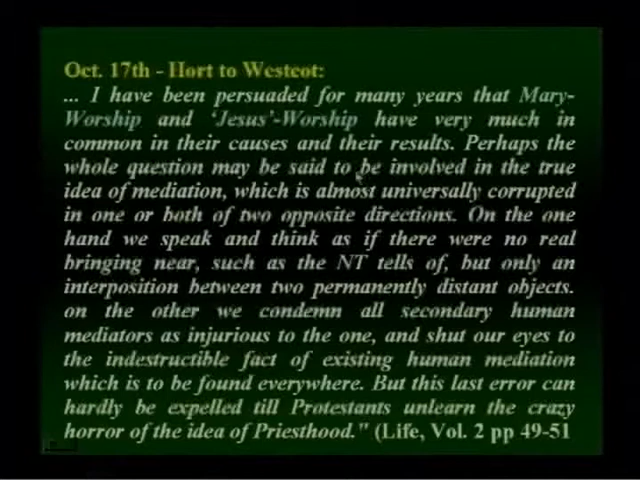 Oct. 17th - Hort to Westcot:
... I have been persuaded for many years that Mary-
Worship and 'Jesus'-Worship have very much in
common in their causes and their results. Perhaps the
whole question may be said to be involved in the true
idea of mediation, which is almost universally corrupted
in one or both of two opposite directions. On the one
hand we speak and think as if there were no real
bringing near, such as the NT tells of, but only an
interposition between two permanently distant objects.
on the other we condemn all secondary human
mediators as injurious to the one, and shut our eyes to
the indestructible fact of existing human mediation
which is to be found everywhere. But this last error can
hardly be expelled till Protestants unlearn the crazy
horror of the idea of Priesthood." (Life, Vol. 2 pp 49-51